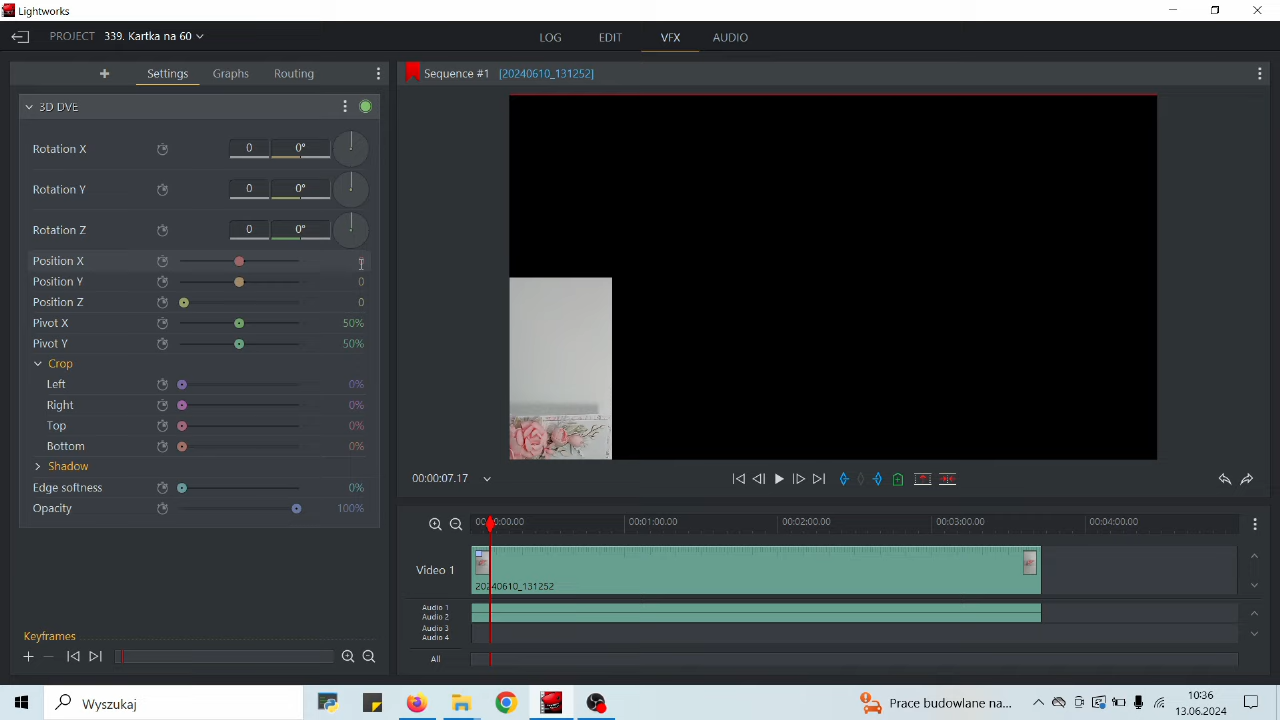 Lightworks
PROJECT 339. Kartka na 60
LOG EDIT VFX AUDIO
Settings Graphs Routing
Sequence #1 [20240610_131252]
3D DVE
Rotation X 0 0°
Rotation Y 0 0°
Rotation Z 0 0°
Position X
Position Y 0
Position Z 0
Pivot X 50%
Pivot Y 50%
Crop
Left 0%
Right 0%
Top 0%
Bottom 0%
Shadow
Edge softness 0%
Opacity 100%
00:00:07.17
00:01:00.00 00:02:00.00 00:03:00.00 00:04:00.00
Video 1
20240610_131252
Audio 1
Audio 2
Audio 3
Audio 4
All
Keyframes
Wyszukaj
Prace budowlane na...
10:36
13.06.2024